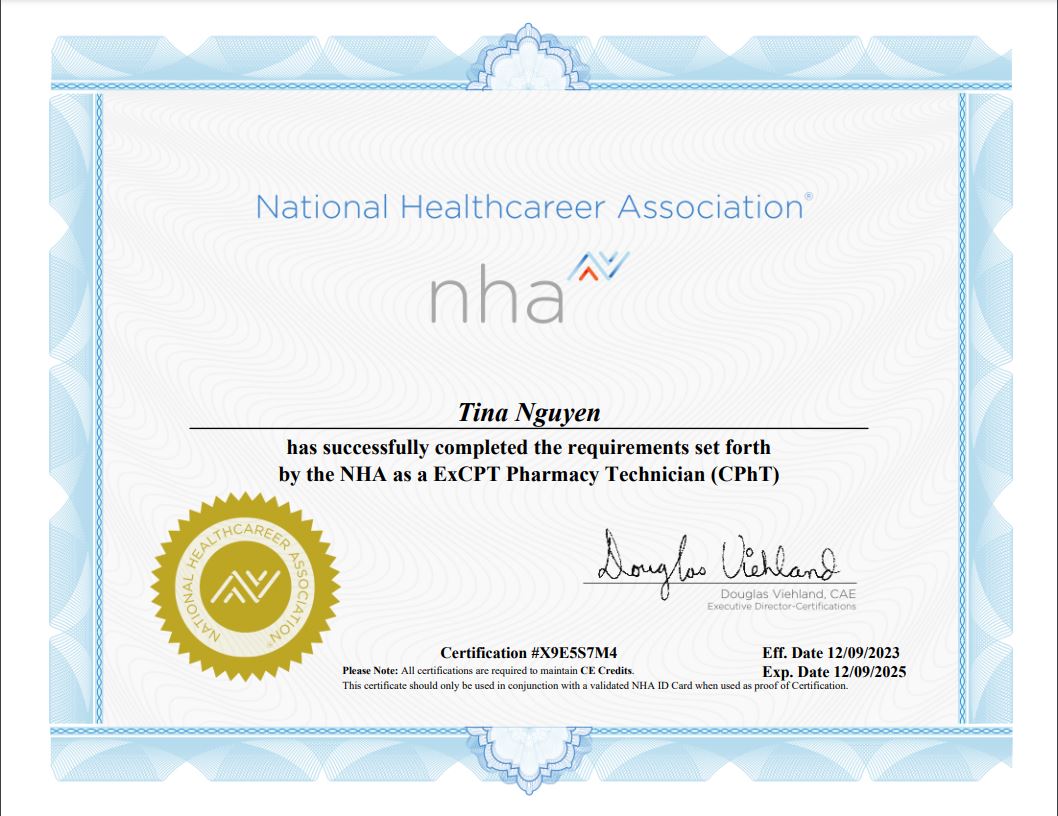 National Healthcareer Association®
nha
Tina Nguyen
has successfully completed the requirements set forth
by the NHA as a ExCPT Pharmacy Technician (CPhT)
NATIONAL HEALTHCAREER ASSOCIATION®
Douglas Viehland
Douglas Viehland, CAE
Executive Director-Certifications
Certification #X9E5S7M4
Eff. Date 12/09/2023
Please Note: All certifications are required to maintain CE Credits.
Exp. Date 12/09/2025
This certificate should only be used in conjunction with a validated NHA ID Card when used as proof of Certification.